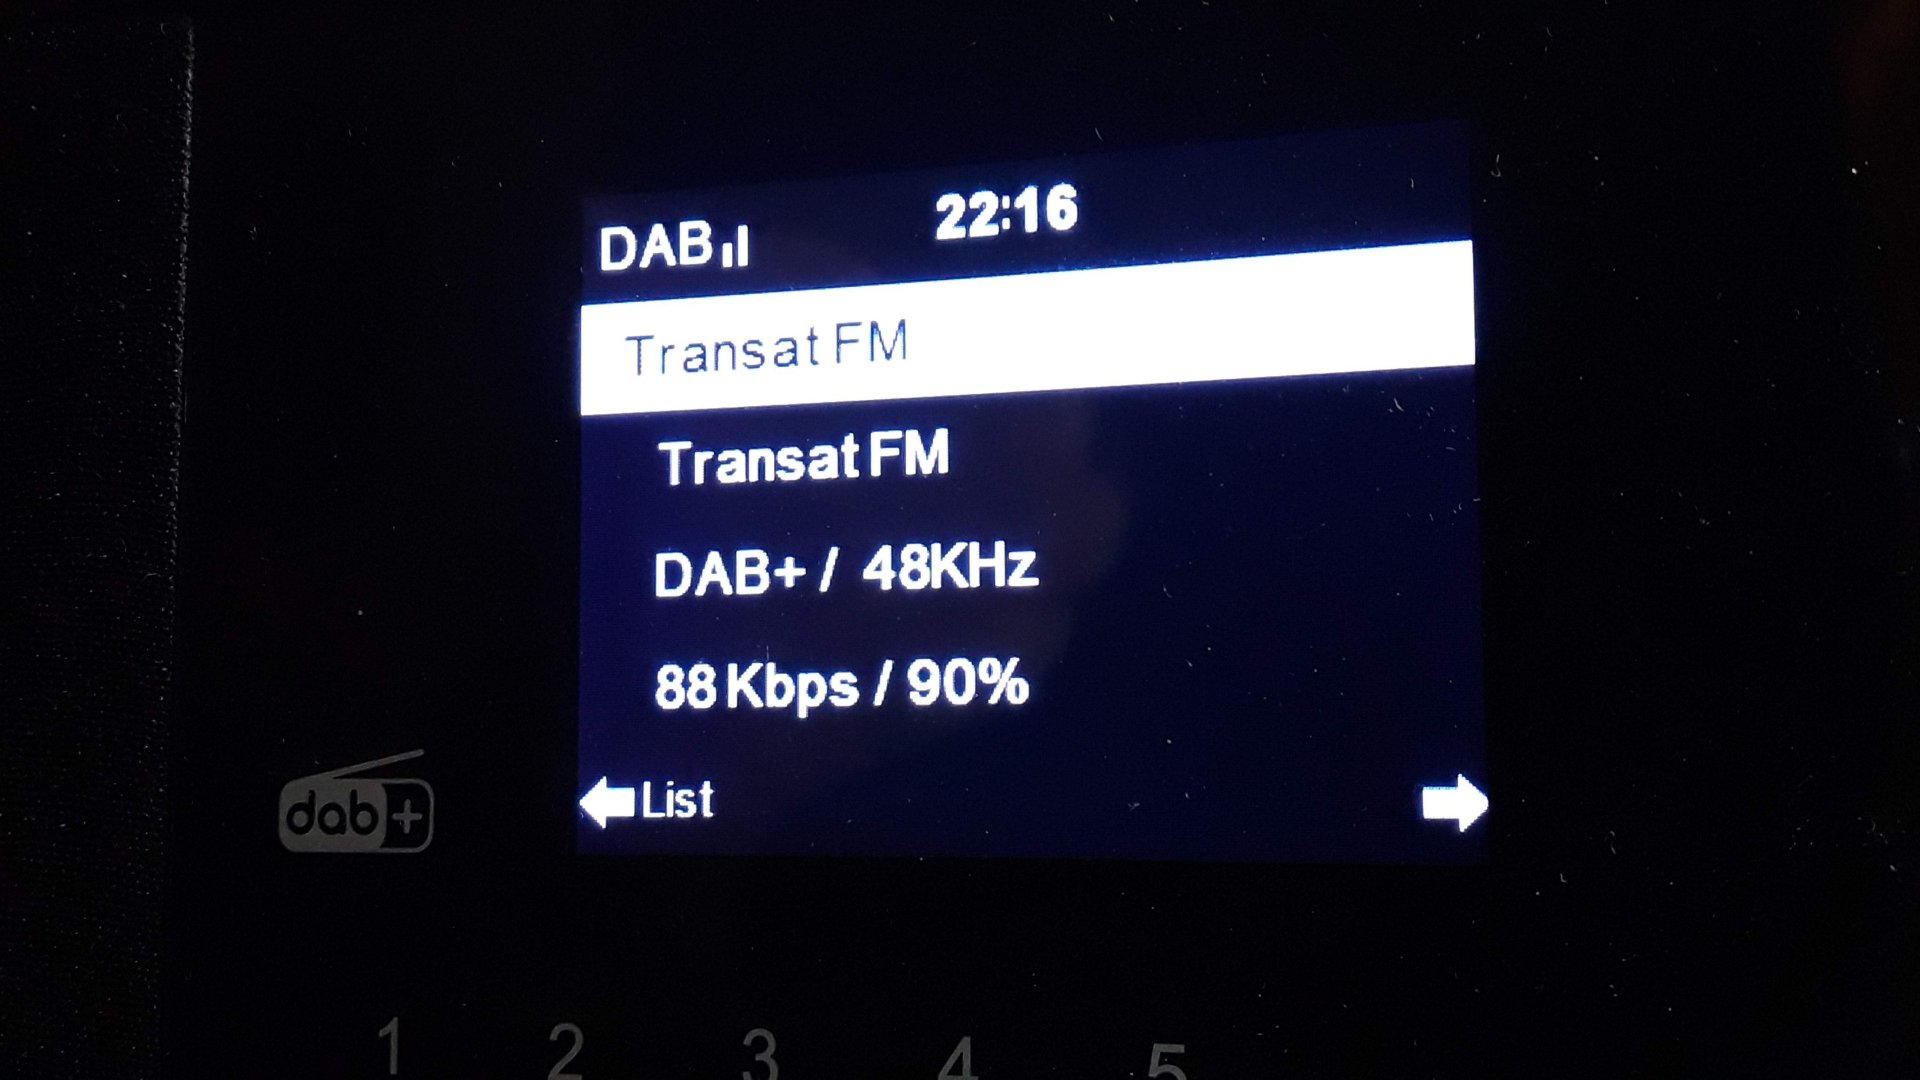 DAB 22:16
Transat FM
Transat FM
DAB+ / 48KHz
88 Kbps / 90%
List
dab+
1 2 3 4 5